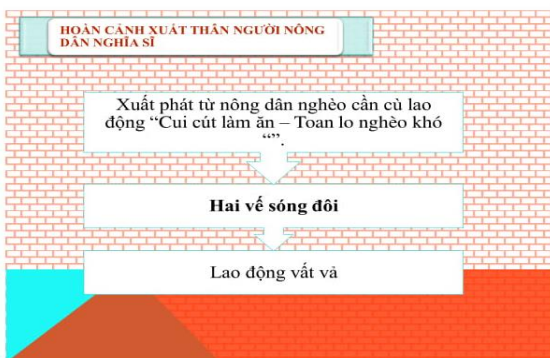 HOÀN CẢNH XUẤT THÂN NGƯỜI NÔNG
DÂN NGHĨA SĨ
Xuất phát từ nông dân nghèo cần cù lao
động “Cui cút làm ăn – Toan lo nghèo khó
“”.
Hai vế sóng đôi
Lao động vất vả